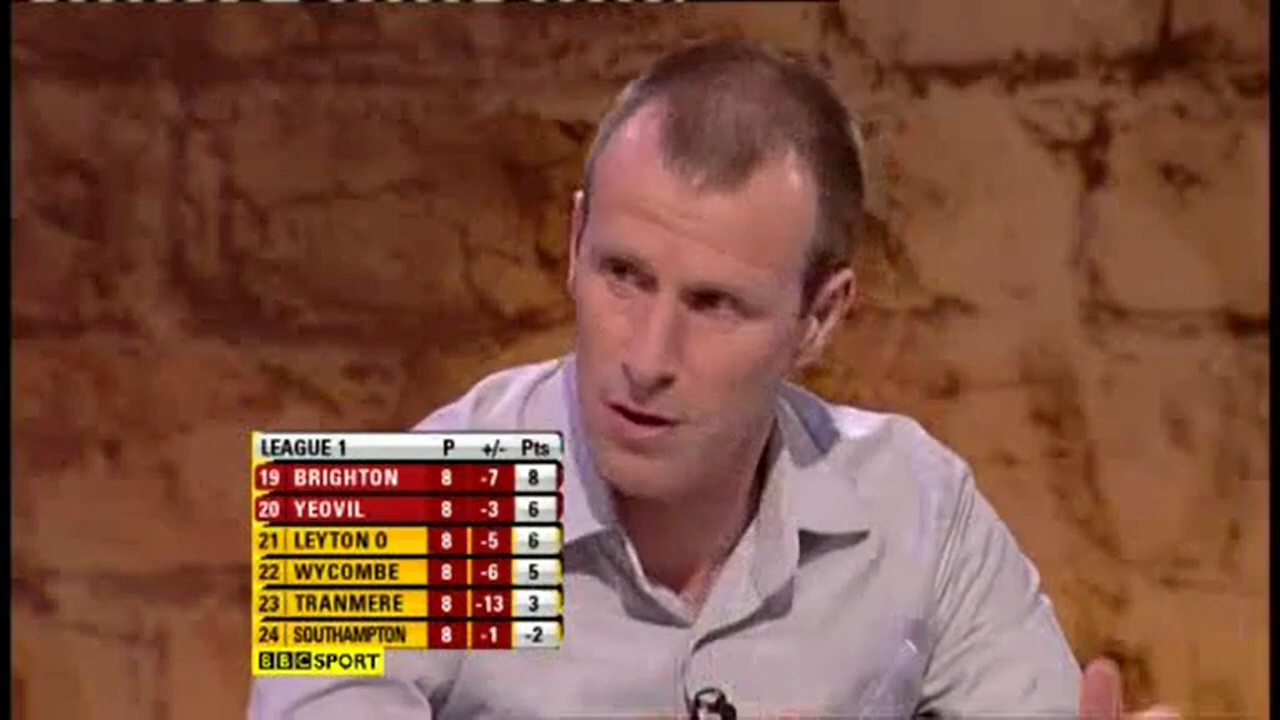 LEAGUE 1 P +/- Pts
19 BRIGHTON 8 -7 8
20 YEOVIL 8 -3 6
21 LEYTON O 8 -5 6
22 WYCOMBE 8 -6 5
23 TRANMERE 8 -13 3
24 SOUTHAMPTON 8 -1 -2
BBC SPORT